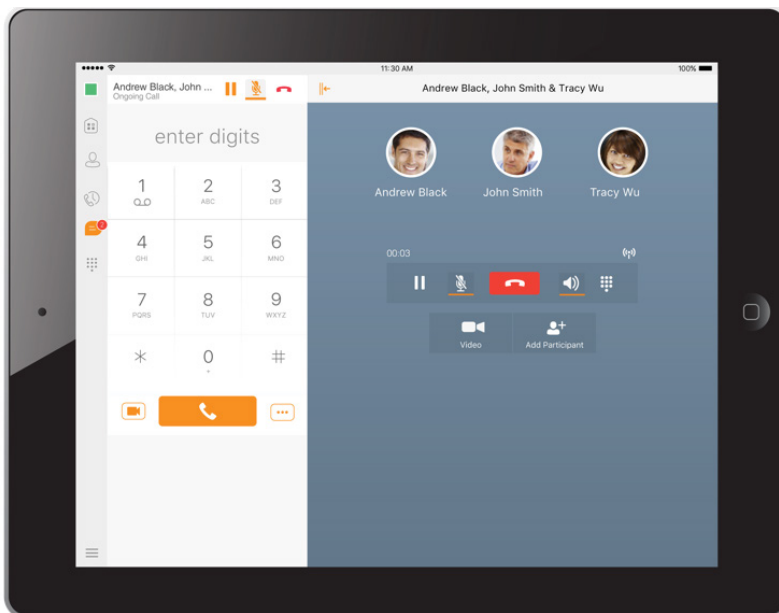 11:30 AM
100%
Andrew Black, John ...
Ongoing Call
Andrew Black, John Smith & Tracy Wu
2
enter digits
1
2
ABC
3
DEF
4
GHI
5
JKL
6
MNO
7
PQRS
8
TUV
9
WXYZ
*
0
+
#
Andrew Black
John Smith
Tracy Wu
00:03
Video
Add Participant